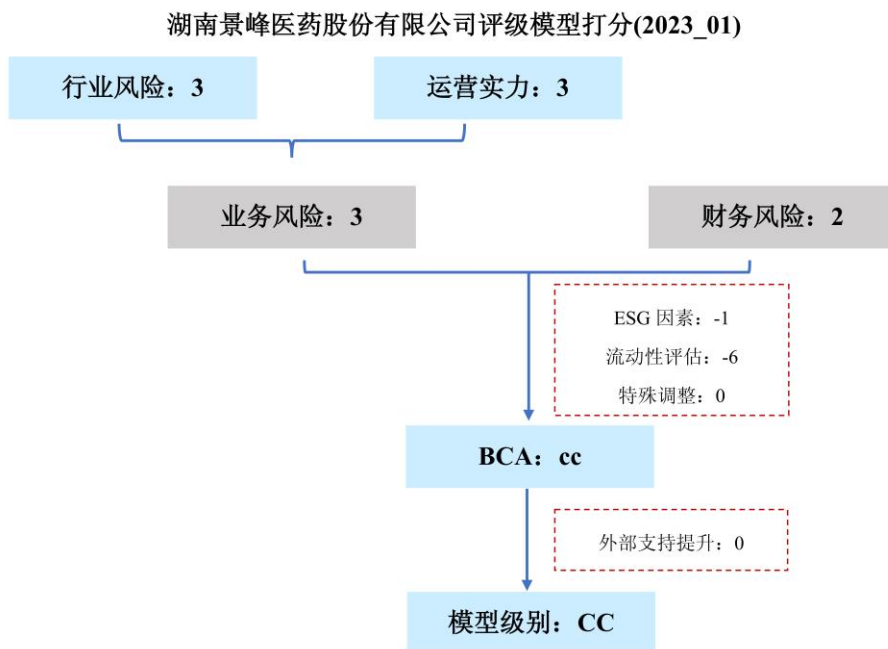 湖南景峰医药股份有限公司评级模型打分(2023_01)
行业风险：3
运营实力：3
业务风险：3
财务风险：2
ESG 因素：-1
流动性评估：-6
特殊调整：0
BCA：cc
外部支持提升：0
模型级别：CC